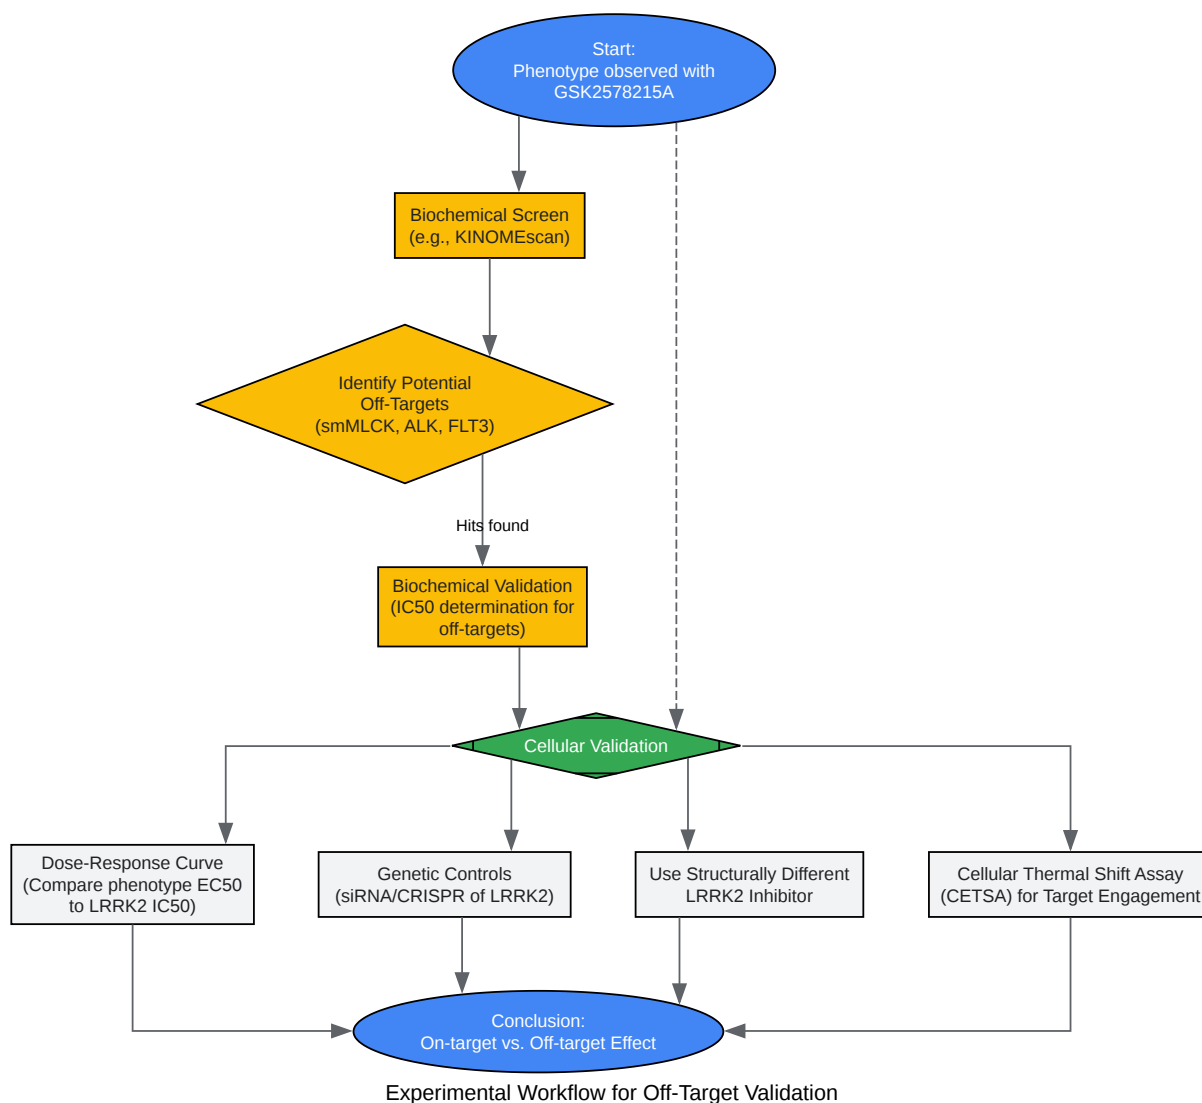 Start:
Phenotype observed with
GSK2578215A
Biochemical Screen
(e.g., KINOMEscan)
Identify Potential
Off-Targets
(smMLCK, ALK, FLT3)
Hits found
Biochemical Validation
(IC50 determination for
off-targets)
Cellular Validation
Dose-Response Curve
(Compare phenotype EC50
to LRRK2 IC50)
Genetic Controls
(siRNA/CRISPR of LRRK2)
Use Structurally Different
LRRK2 Inhibitor
Cellular Thermal Shift Assay
(CETSA) for Target Engagement
Conclusion:
On-target vs. Off-target Effect
Experimental Workflow for Off-Target Validation